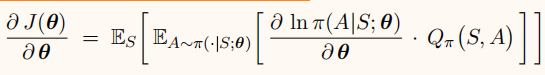 ∂ J(θ) / ∂ θ = 𝔼_S [ 𝔼_{A∼π(·|S;θ)} [ ∂ ln π(A|S;θ) / ∂ θ · Q_π(S, A) ] ]